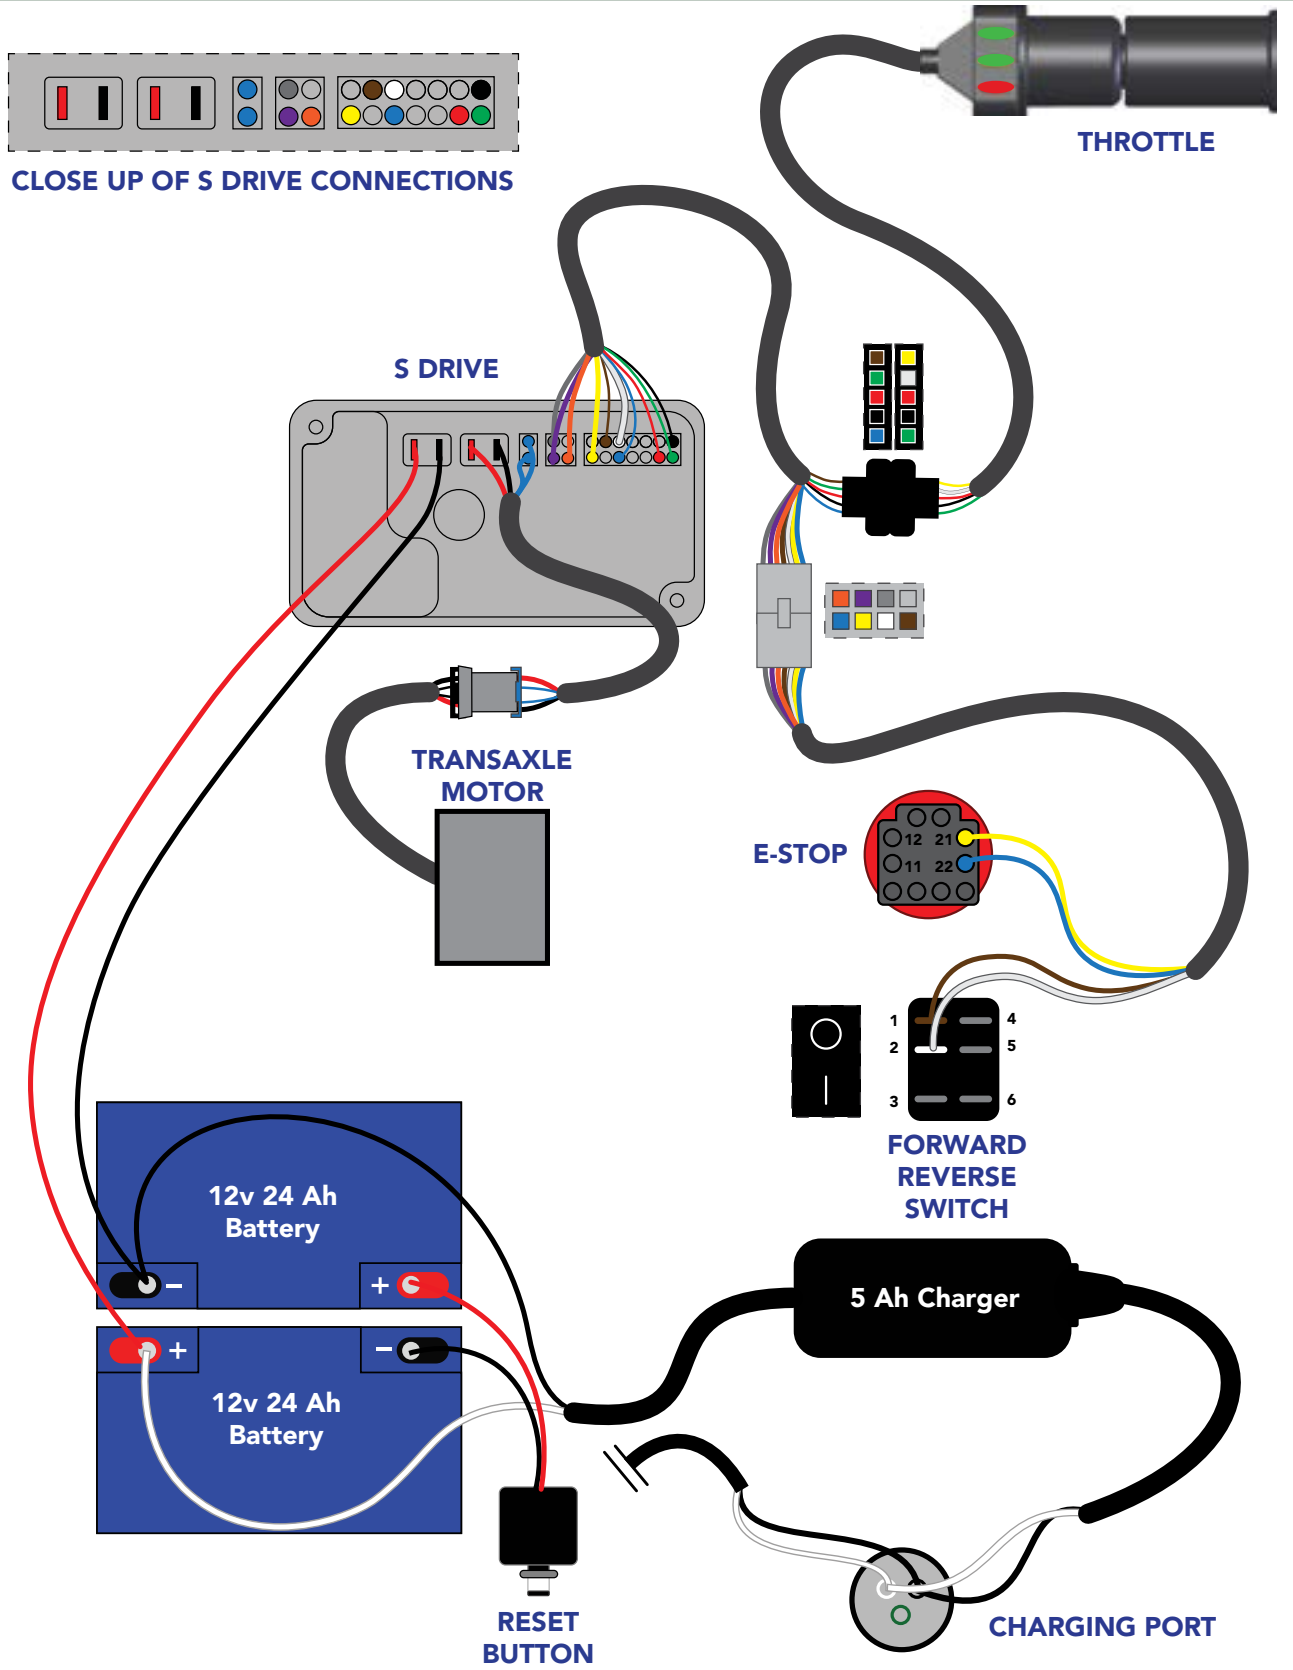 THROTTLE
CLOSE UP OF S DRIVE CONNECTIONS
S DRIVE
TRANSAXLE
MOTOR
E-STOP
12 21
11 22
1 4
2 5
3 6
FORWARD
REVERSE
SWITCH
12v 24 Ah
Battery
- +
+ -
12v 24 Ah
Battery
5 Ah Charger
RESET
BUTTON
CHARGING PORT